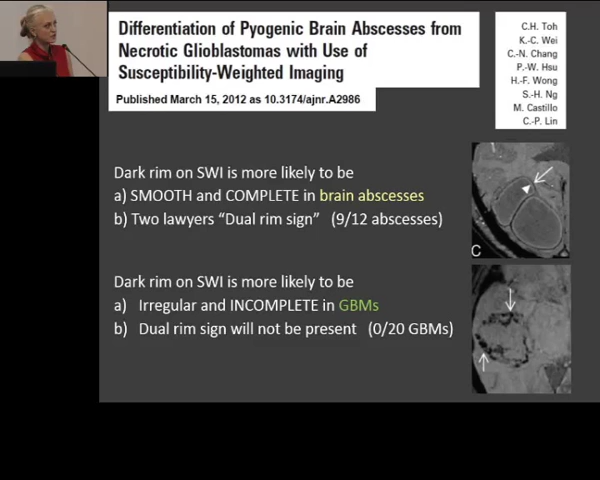 Differentiation of Pyogenic Brain Abscesses from
Necrotic Glioblastomas with Use of
Susceptibility-Weighted Imaging
Published March 15, 2012 as 10.3174/ajnr.A2986
C.H. Toh
K.-C. Wei
C.-N. Chang
P.-W. Hsu
H.-F. Wong
S.-H. Ng
M. Castillo
C.-P. Lin
Dark rim on SWI is more likely to be
a) SMOOTH and COMPLETE in brain abscesses
b) Two lawyers “Dual rim sign” (9/12 abscesses)
C
Dark rim on SWI is more likely to be
a) Irregular and INCOMPLETE in GBMs
b) Dual rim sign will not be present (0/20 GBMs)